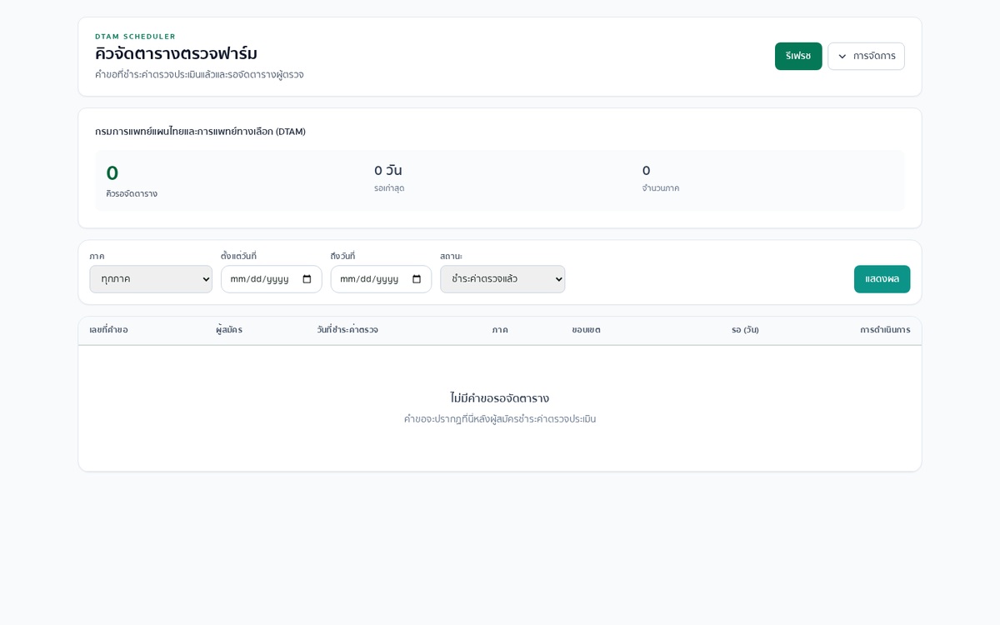 DTAM SCHEDULER
คิวจัดตารางตรวจฟาร์ม
คำขอที่ชำระค่าตรวจประเมินแล้วและรอจัดตารางผู้ตรวจ
รีเฟรช
การจัดการ
กรมการแพทย์แผนไทยและการแพทย์ทางเลือก (DTAM)
0
คิวรอจัดตาราง
0 วัน
รอเก่าสุด
0
จำนวนภาค
ภาค
ทุกภาค
ตั้งแต่วันที่
mm/dd/yyyy
ถึงวันที่
mm/dd/yyyy
สถานะ
ชำระค่าตรวจแล้ว
แสดงผล
เลขที่คำขอ ผู้สมัคร วันที่ชำระค่าตรวจ ภาค ขอบเขต รอ (วัน) การดำเนินการ
ไม่มีคำขอรอจัดตาราง
คำขอจะปรากฏที่นี่หลังผู้สมัครชำระค่าตรวจประเมิน